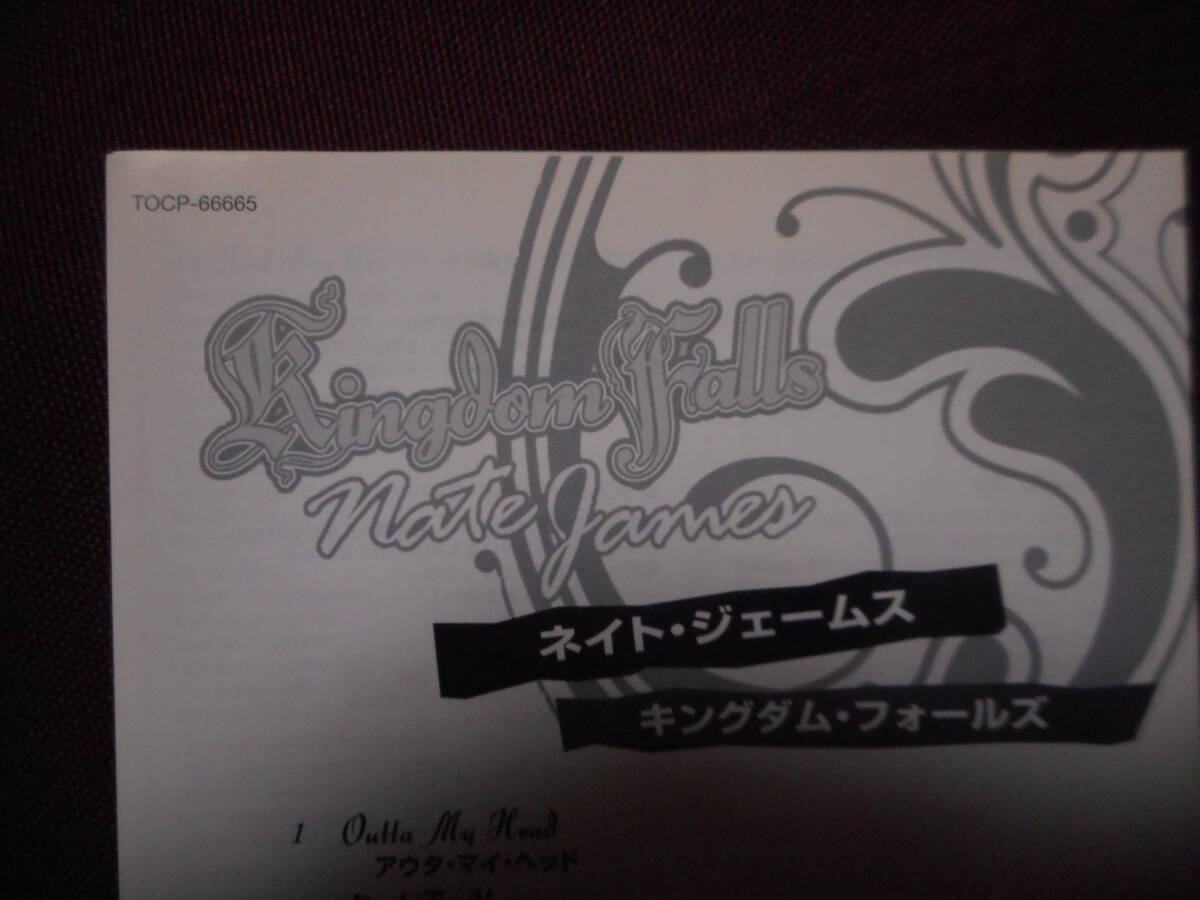 TOCP-66665
Kingdom Falls
Nate James
ネイト・ジェームス
キングダム・フォールズ
1 Outta My Head
アウタ・マイ・ヘッド